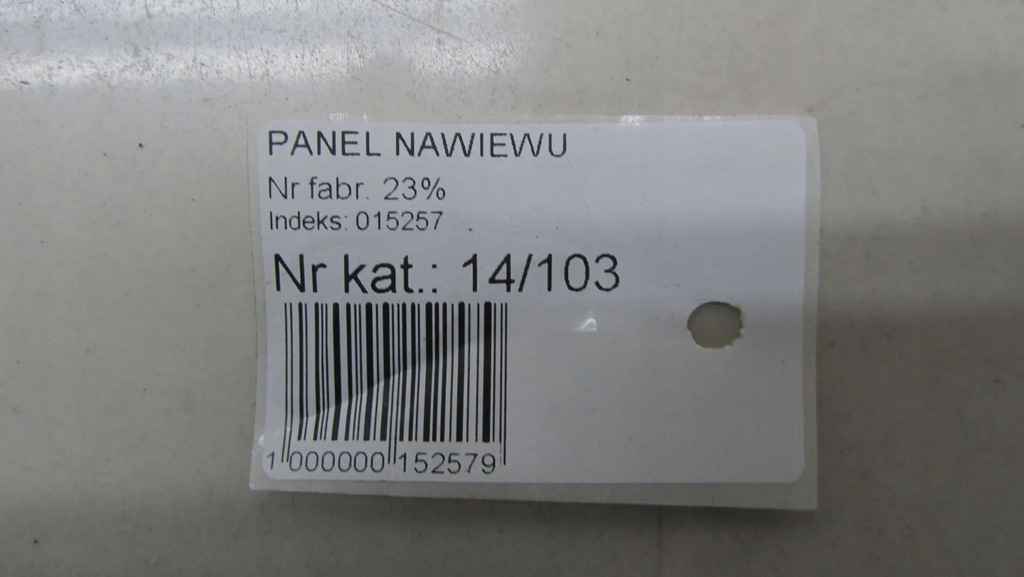 PANEL NAWIEWU
Nr fabr. 23%
Indeks: 015257
Nr kat.: 14/103
1 000000 152579